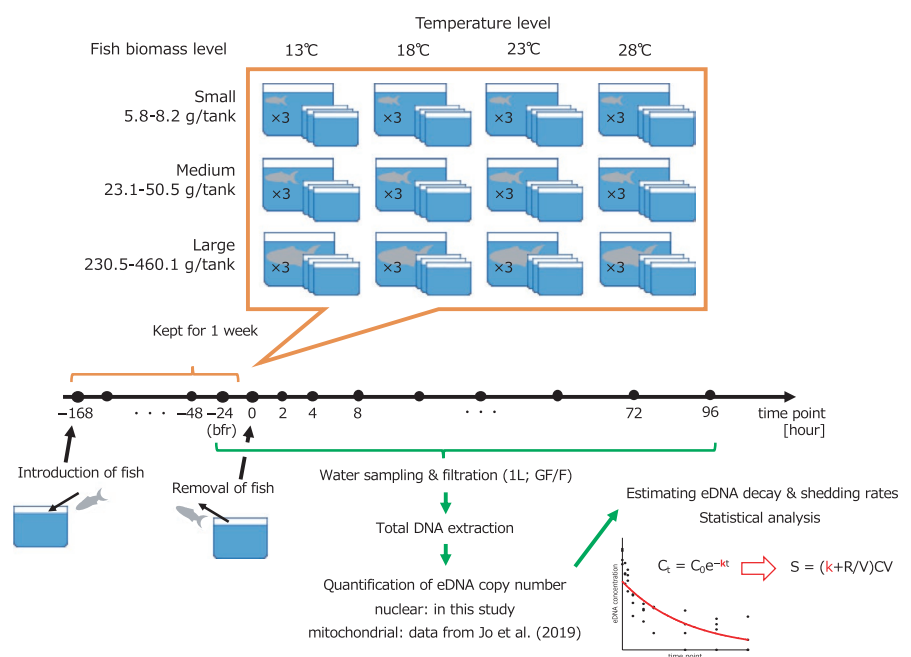 Temperature level
Fish biomass level 13℃ 18℃ 23℃ 28℃
Small
5.8-8.2 g/tank
×3 ×3 ×3 ×3
Medium
23.1-50.5 g/tank
×3 ×3 ×3 ×3
Large
230.5-460.1 g/tank
×3 ×3 ×3 ×3
Kept for 1 week
−168 · · · −48 −24 0 2 4 8 · · · 72 96 time point
(bfr) [hour]
Introduction of fish
Removal of fish
Water sampling & filtration (1L; GF/F)
Total DNA extraction
Quantification of eDNA copy number
nuclear: in this study
mitochondrial: data from Jo et al. (2019)
Estimating eDNA decay & shedding rates
Statistical analysis
Cₜ = C₀e⁻ᵏᵗ S = (k+R/V)CV
eDNA concentration
time point